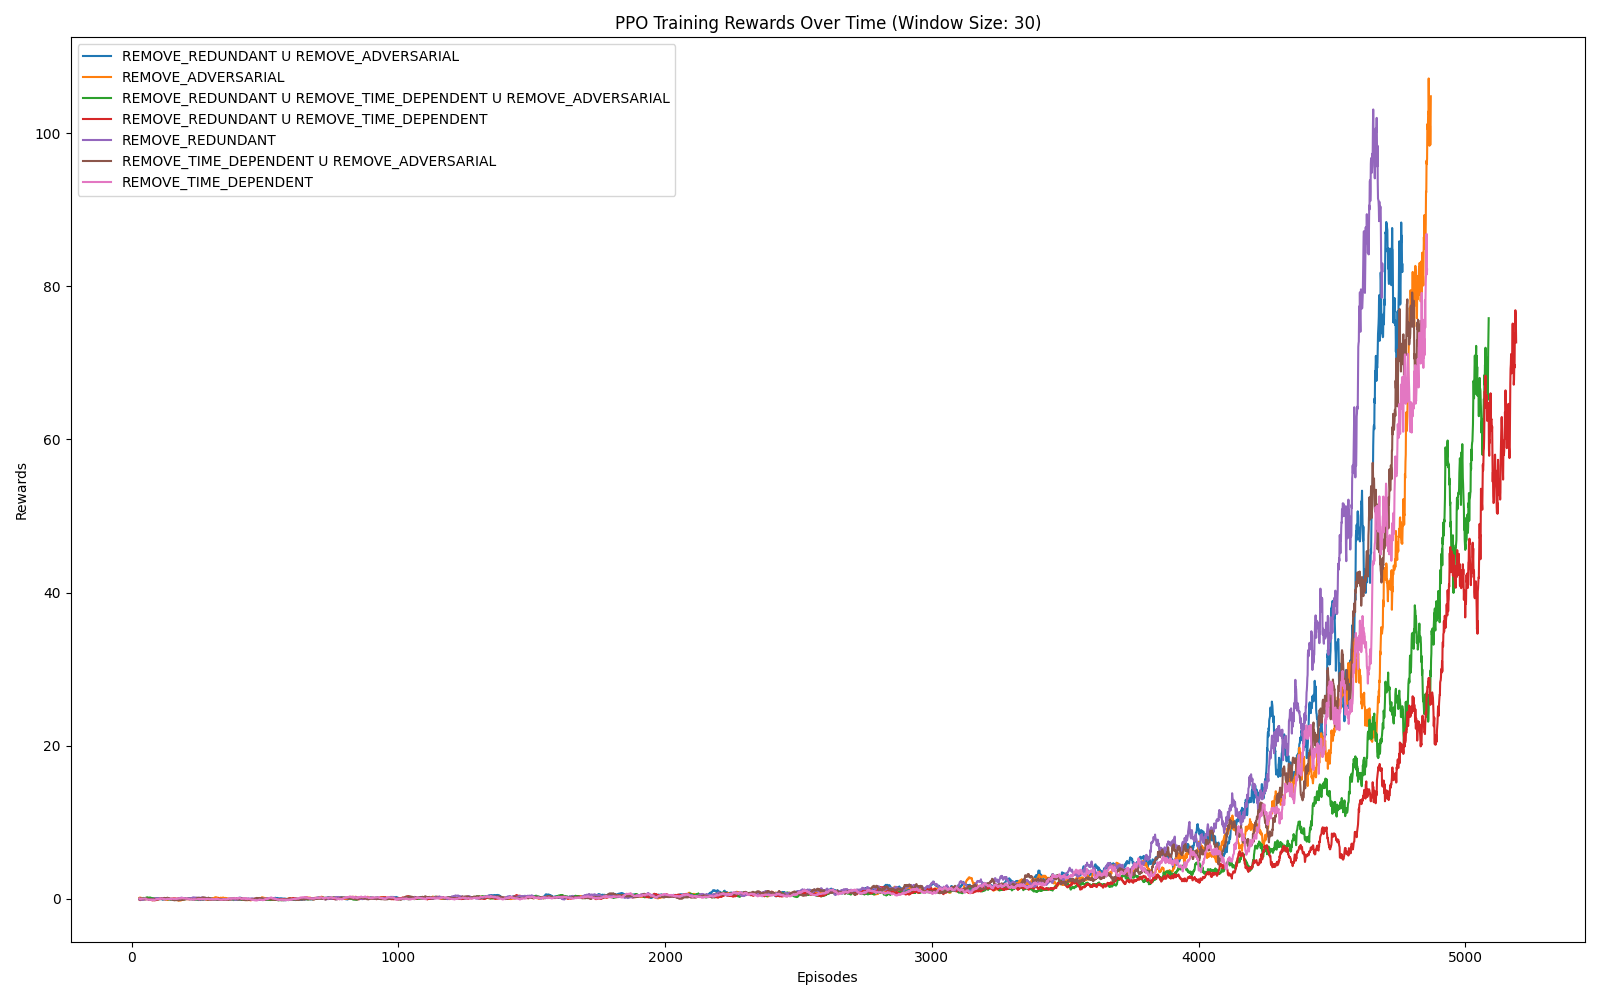 PPO Training Rewards Over Time (Window Size: 30)
REMOVE_REDUNDANT U REMOVE_ADVERSARIAL
REMOVE_ADVERSARIAL
REMOVE_REDUNDANT U REMOVE_TIME_DEPENDENT U REMOVE_ADVERSARIAL
REMOVE_REDUNDANT U REMOVE_TIME_DEPENDENT
REMOVE_REDUNDANT
REMOVE_TIME_DEPENDENT U REMOVE_ADVERSARIAL
REMOVE_TIME_DEPENDENT
100
80
60
40
20
0
Rewards
0 1000 2000 3000 4000 5000
Episodes